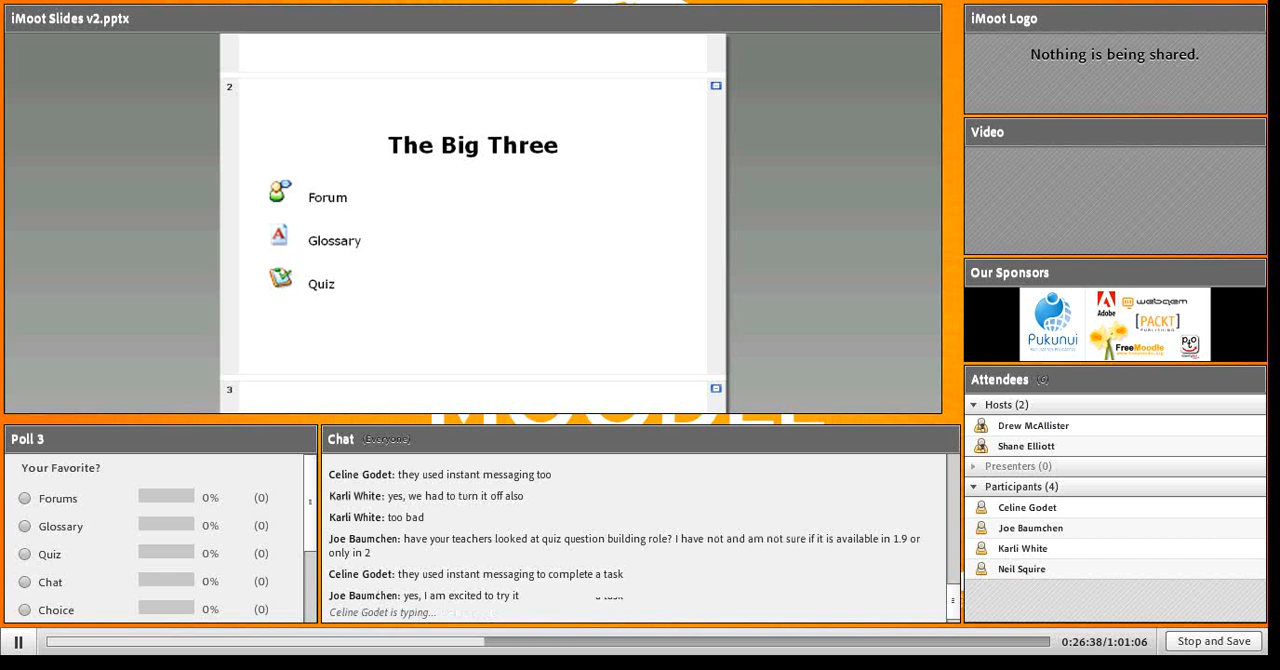 iMoot Slides v2.pptx
2
The Big Three
Forum
Glossary
Quiz
3
iMoot Logo
Nothing is being shared.
Video
Our Sponsors
Pukunui
Adobe
webqem
[PACKT]
PUBLISHING
FreeMoodle
Attendees (6)
Hosts (2)
Drew McAllister
Shane Elliott
Presenters (0)
Participants (4)
Celine Godet
Joe Baumchen
Karli White
Neil Squire
Poll 3
Your Favorite?
Forums 0% (0)
Glossary 0% (0)
Quiz 0% (0)
Chat 0% (0)
Choice 0% (0)
Chat (Everyone)
Celine Godet: they used instant messaging too
Karli White: yes, we had to turn it off also
Karli White: too bad
Joe Baumchen: have your teachers looked at quiz question building role? I have not and am not sure if it is available in 1.9 or
only in 2
Celine Godet: they used instant messaging to complete a task
Joe Baumchen: yes, I am excited to try it
Celine Godet is typing...
0:26:38/1:01:06
Stop and Save